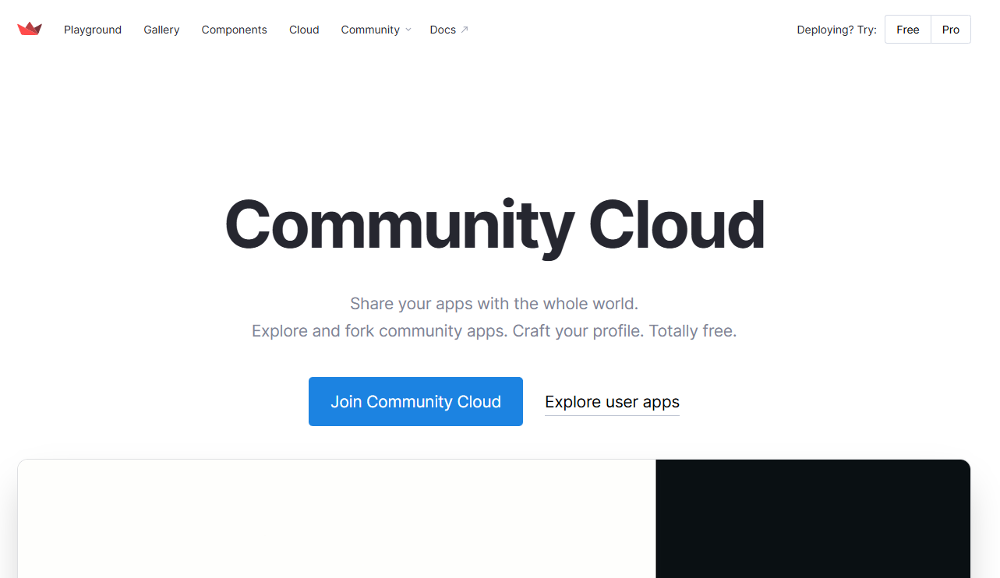 Playground Gallery Components Cloud Community Docs Deploying? Try: Free Pro
Community Cloud
Share your apps with the whole world.
Explore and fork community apps. Craft your profile. Totally free.
Join Community Cloud Explore user apps